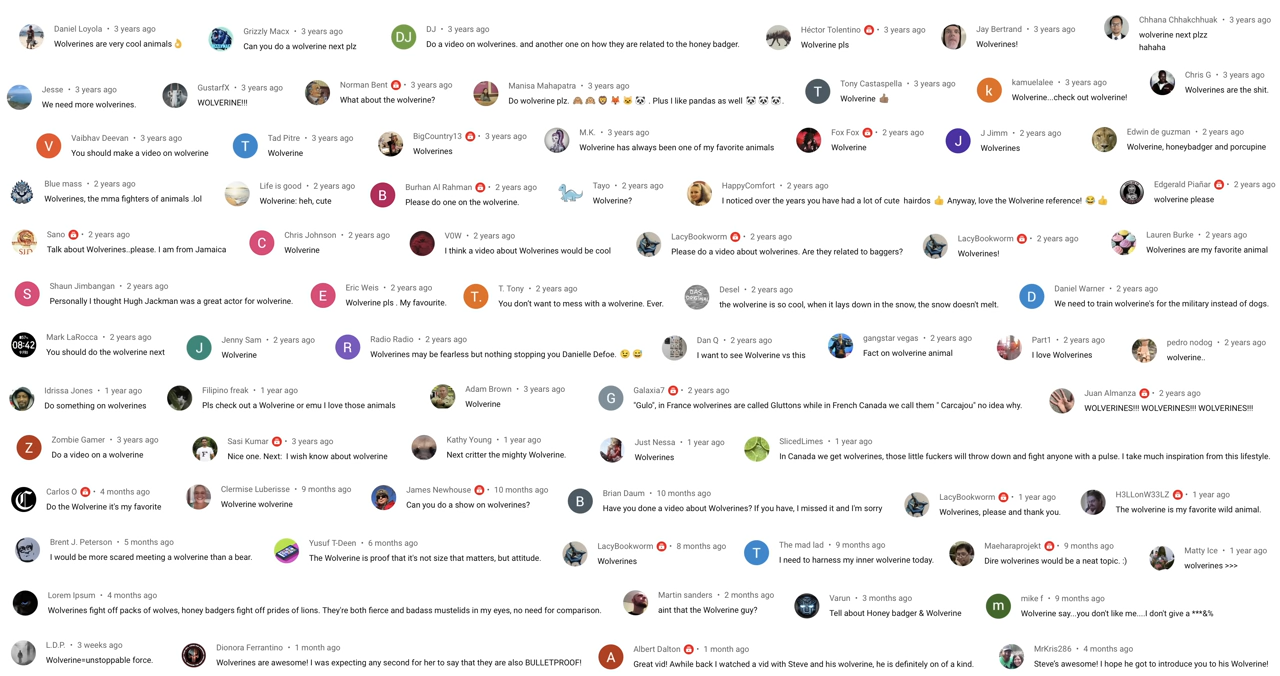 Daniel Loyola • 3 years ago
Wolverines are very cool animals 👌
Grizzly Macx • 3 years ago
Can you do a wolverine next plz
DJ
DJ • 3 years ago
Do a video on wolverines. and another one on how they are related to the honey badger.
Héctor Tolentino • 3 years ago
Wolverine pls
Jay Bertrand • 3 years ago
Wolverines!
Chhana Chhakchhuak • 3 years ago
wolverine next plzz
hahaha
Jesse • 3 years ago
We need more wolverines.
GustarfX • 3 years ago
WOLVERINE!!!
Norman Bent • 3 years ago
What about the wolverine?
Manisa Mahapatra • 3 years ago
Do wolverine plz. 🙈 🙈 🦁 🦊 🐱 🐼 . Plus I like pandas as well 🐼 🐼 🐼.
T
Tony Castaspella • 3 years ago
Wolverine 👍🏽
k
kamuelalee • 3 years ago
Wolverine...check out wolverine!
Chris G • 3 years ago
Wolverines are the shit.
V
Vaibhav Deevan • 3 years ago
You should make a video on wolverine
T
Tad Pitre • 3 years ago
Wolverine
BigCountry13 • 3 years ago
Wolverines
M.K. • 3 years ago
Wolverine has always been one of my favorite animals
Fox Fox • 2 years ago
Wolverine
J
J Jimm • 2 years ago
Wolverines
Edwin de guzman • 2 years ago
Wolverine, honeybadger and porcupine
Blue mass • 2 years ago
Wolverines, the mma fighters of animals .lol
Life is good • 2 years ago
Wolverine: heh, cute
B
Burhan Al Rahman • 2 years ago
Please do one on the wolverine.
Tayo • 2 years ago
Wolverine?
HappyComfort • 2 years ago
I noticed over the years you have had a lot of cute hairdos 👍 Anyway, love the Wolverine reference! 😂 👍
Edgerald Piañar • 2 years ago
wolverine please
Sano • 2 years ago
Talk about Wolverines..please. I am from Jamaica
C
Chris Johnson • 2 years ago
Wolverine
V0W • 2 years ago
I think a video about Wolverines would be cool
LacyBookworm • 2 years ago
Please do a video about wolverines. Are they related to baggers?
LacyBookworm • 2 years ago
Wolverines!
Lauren Burke • 2 years ago
Wolverines are my favorite animal
S
Shaun Jimbangan • 2 years ago
Personally I thought Hugh Jackman was a great actor for wolverine.
E
Eric Weis • 2 years ago
Wolverine pls . My favourite.
T.
T. Tony • 2 years ago
You don't want to mess with a wolverine. Ever.
Desel • 2 years ago
the wolverine is so cool, when it lays down in the snow, the snow doesn't melt.
D
Daniel Warner • 2 years ago
We need to train wolverine's for the military instead of dogs.
08:42
Mark LaRocca • 2 years ago
You should do the wolverine next
J
Jenny Sam • 2 years ago
Wolverine
R
Radio Radio • 2 years ago
Wolverines may be fearless but nothing stopping you Danielle Defoe. 😉 😅
Dan Q • 2 years ago
I want to see Wolverine vs this
gangstar vegas • 2 years ago
Fact on wolverine animal
Part1 • 2 years ago
I love Wolverines
pedro nodog • 2 years ago
wolverine..
Idrissa Jones • 1 year ago
Do something on wolverines
Filipino freak • 1 year ago
Pls check out a Wolverine or emu I love those animals
Adam Brown • 3 years ago
Wolverine
G
Galaxia7 • 2 years ago
"Gulo", in France wolverines are called Gluttons while in French Canada we call them " Carcajou" no idea why.
Juan Almanza • 2 years ago
WOLVERINES!!! WOLVERINES!!! WOLVERINES!!!
Z
Zombie Gamer • 3 years ago
Do a video on a wolverine
Sasi Kumar • 3 years ago
Nice one. Next: I wish know about wolverine
Kathy Young • 1 year ago
Next critter the mighty Wolverine.
Just Nessa • 1 year ago
Wolverines
SlicedLimes • 1 year ago
In Canada we get wolverines, those little fuckers will throw down and fight anyone with a pulse. I take much inspiration from this lifestyle.
Carlos O • 4 months ago
Do the Wolverine it's my favorite
Clermise Luberisse • 9 months ago
Wolverine wolverine
James Newhouse • 10 months ago
Can you do a show on wolverines?
B
Brian Daum • 10 months ago
Have you done a video about Wolverines? If you have, I missed it and I'm sorry
LacyBookworm • 1 year ago
Wolverines, please and thank you.
H3LLonW33LZ • 1 year ago
The wolverine is my favorite wild animal.
Brent J. Peterson • 5 months ago
I would be more scared meeting a wolverine than a bear.
Yusuf T-Deen • 6 months ago
The Wolverine is proof that it's not size that matters, but attitude.
LacyBookworm • 8 months ago
Wolverines
T
The mad lad • 9 months ago
I need to harness my inner wolverine today.
Maeharaprojekt • 9 months ago
Dire wolverines would be a neat topic. :)
Matty Ice • 1 year ago
wolverines >>>
Lorem Ipsum • 4 months ago
Wolverines fight off packs of wolves, honey badgers fight off prides of lions. They're both fierce and badass mustelids in my eyes, no need for comparison.
Martin sanders • 2 months ago
aint that the Wolverine guy?
Varun • 3 months ago
Tell about Honey badger & Wolverine
m
mike f • 9 months ago
Wolverine say...you don't like me....I don't give a ***&%
L.D.P. • 3 weeks ago
Wolverine=unstoppable force.
Dionora Ferrantino • 1 month ago
Wolverines are awesome! I was expecting any second for her to say that they are also BULLETPROOF!
A
Albert Dalton • 1 month ago
Great vid! Awhile back I watched a vid with Steve and his wolverine, he is definitely on of a kind.
MrKris286 • 4 months ago
Steve's awesome! I hope he got to introduce you to his Wolverine!